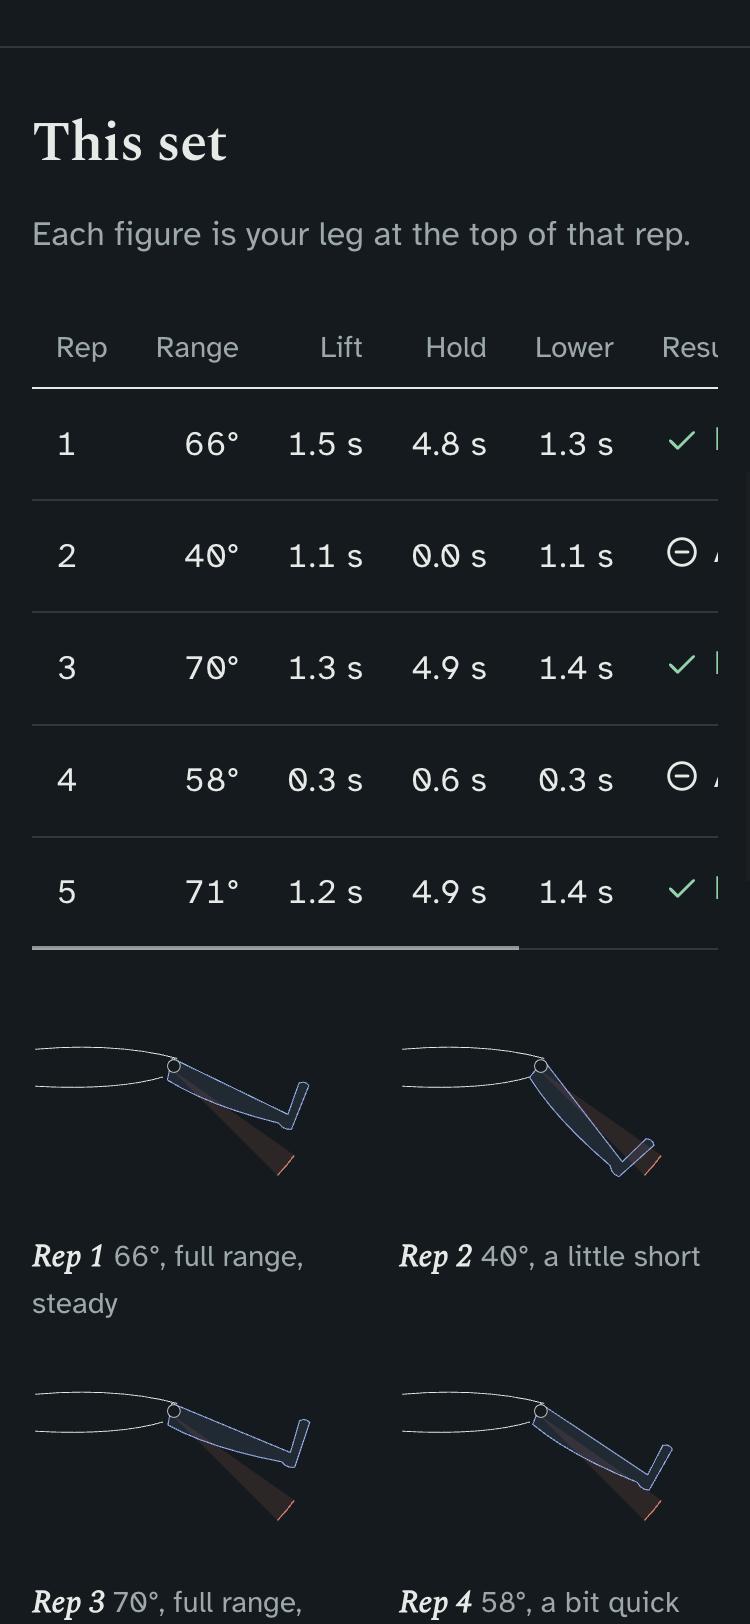 This set
Each figure is your leg at the top of that rep.
Rep Range Lift Hold Lower
1 66° 1.5 s 4.8 s 1.3 s
2 40° 1.1 s 0.0 s 1.1 s
3 70° 1.3 s 4.9 s 1.4 s
4 58° 0.3 s 0.6 s 0.3 s
5 71° 1.2 s 4.9 s 1.4 s
Rep 1 66°, full range,
steady
Rep 2 40°, a little short
Rep 3 70°, full range,
Rep 4 58°, a bit quick